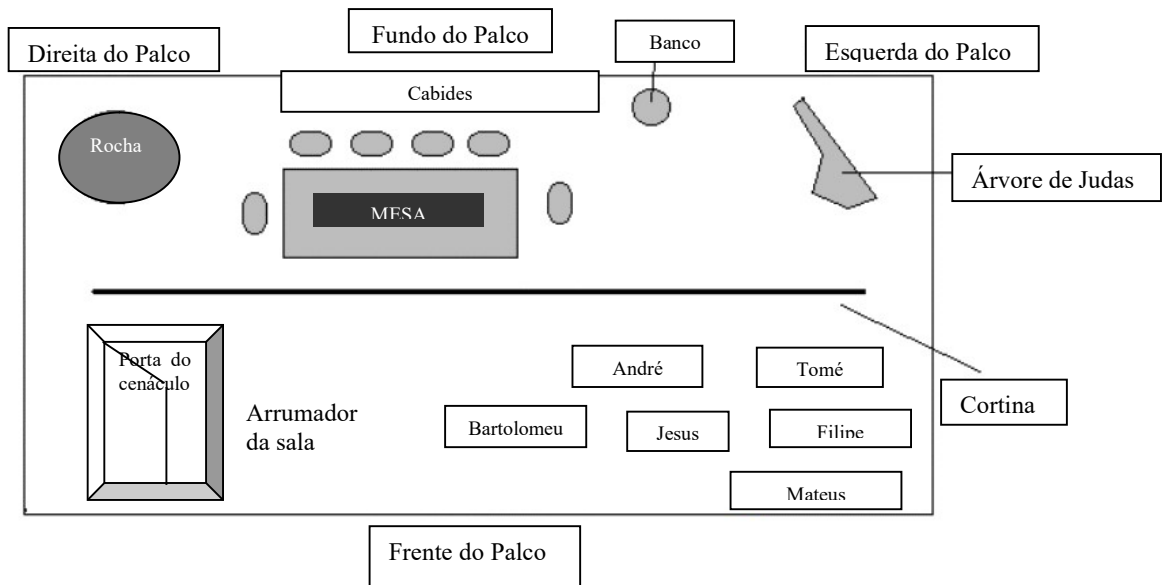 Fundo do Palco
Banco
Direita do Palco
Esquerda do Palco
Cabides
Rocha
Árvore de Judas
MESA
Porta do
cenáculo
André
Tomé
Arrumador
da sala
Bartolomeu
Jesus
Filipe
Cortina
Mateus
Frente do Palco